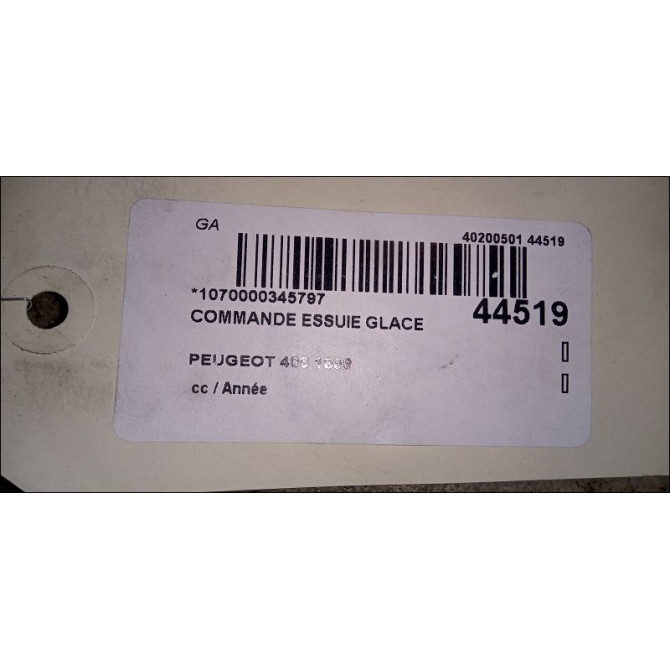 GA
40200501 44519
*1070000345797
44519
COMMANDE ESSUIE GLACE
PEUGEOT
cc / Année